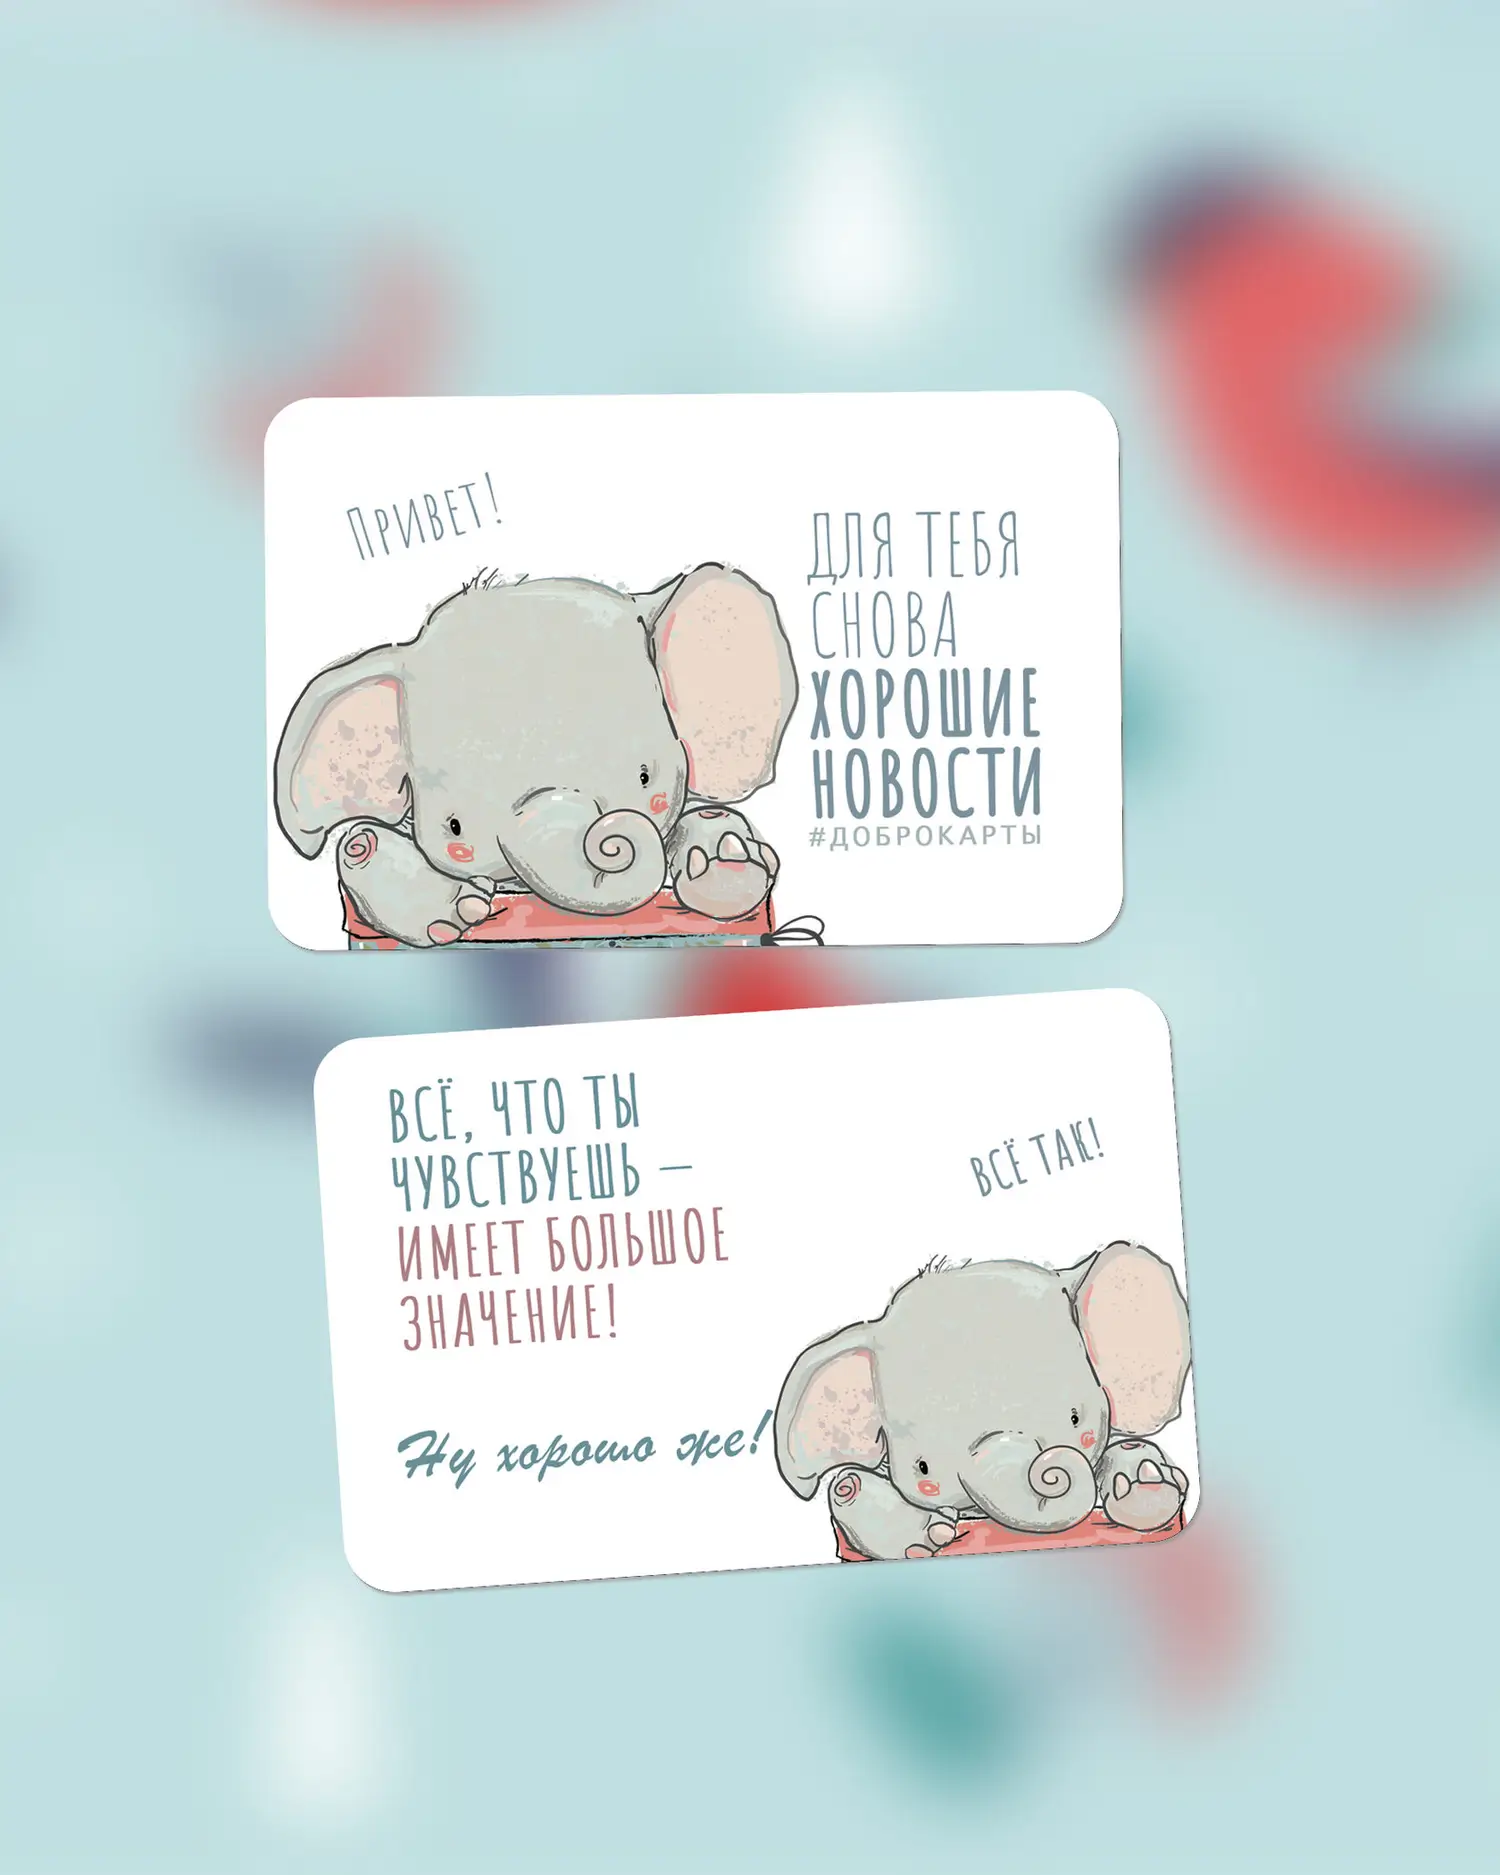 Привет!
ДЛЯ ТЕБЯ
СНОВА
ХОРОШИЕ
НОВОСТИ
#ДОБРОКАРТЫ
ВСЁ, ЧТО ТЫ
ЧУВСТВУЕШЬ –
ИМЕЕТ БОЛЬШОЕ
ЗНАЧЕНИЕ!
ВСЁ ТАК!
Ну хорошо же!